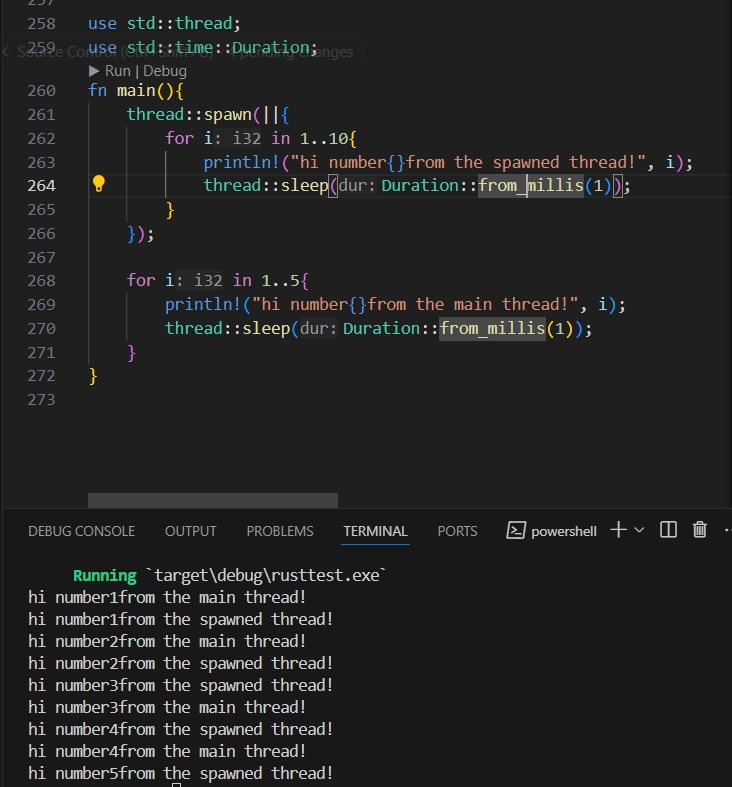 257
258 use std::thread;
259 use std::time::Duration;
Source Control (Ctrl+Shift+G) - 4 pending changes
▶ Run | Debug
260 fn main(){
261 thread::spawn(||{
262 for i: i32 in 1..10{
263 println!("hi number{}from the spawned thread!", i);
264 thread::sleep(dur: Duration::from_millis(1));
265 }
266 });
267
268 for i: i32 in 1..5{
269 println!("hi number{}from the main thread!", i);
270 thread::sleep(dur: Duration::from_millis(1));
271 }
272 }
273
DEBUG CONSOLE OUTPUT PROBLEMS TERMINAL PORTS powershell
Running `target\debug\rusttest.exe`
hi number1from the main thread!
hi number1from the spawned thread!
hi number2from the main thread!
hi number2from the spawned thread!
hi number3from the spawned thread!
hi number3from the main thread!
hi number4from the spawned thread!
hi number4from the main thread!
hi number5from the spawned thread!